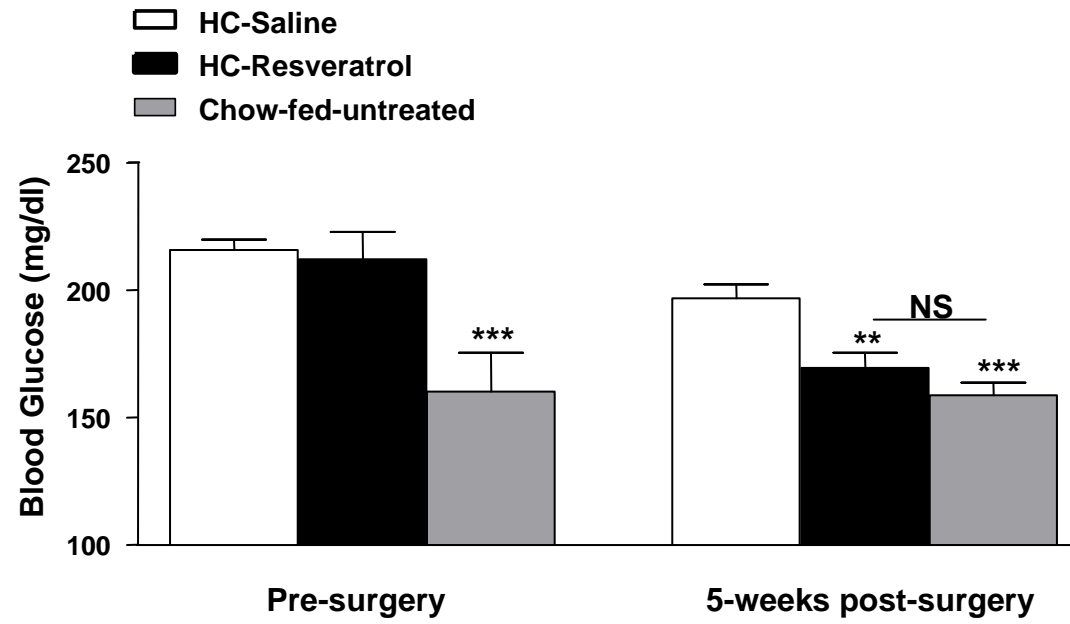 HC-Saline
HC-Resveratrol
Chow-fed-untreated
Blood Glucose (mg/dl)
250
200
150
100
***
NS
**
***
Pre-surgery
5-weeks post-surgery